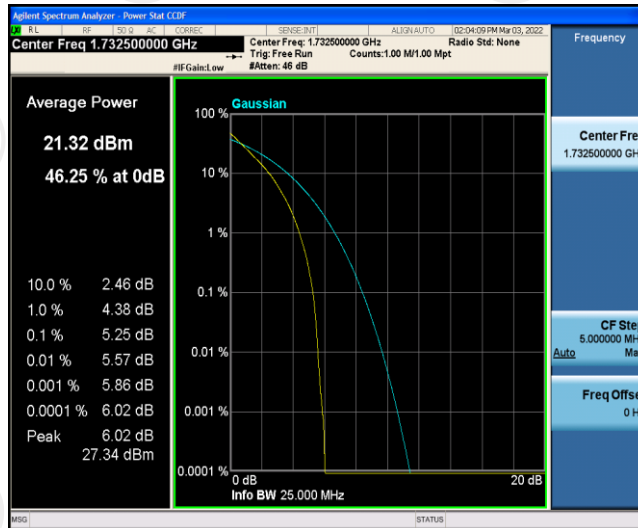 Agilent Spectrum Analyzer - Power Stat CCDF
RL RF 50 Ω AC CORREC SENSE:INT ALIGN AUTO 02:04:09 PM Mar 03, 2022
Center Freq 1.732500000 GHz
Center Freq: 1.732500000 GHz Radio Std: None
Trig: Free Run Counts:1.00 M/1.00 Mpt
#IFGain:Low #Atten: 46 dB
Frequency
Average Power
21.32 dBm
46.25 % at 0dB
10.0 % 2.46 dB
1.0 % 4.38 dB
0.1 % 5.25 dB
0.01 % 5.57 dB
0.001 % 5.86 dB
0.0001 % 6.02 dB
Peak 6.02 dB
27.34 dBm
Gaussian
100 %
10 %
1 %
0.1 %
0.01 %
0.001 %
0.0001 %
0 dB 20 dB
Info BW 25.000 MHz
Center Fre
1.732500000 GH
CF Ste
5.000000 MH
Auto Ma
Freq Offse
0 H
MSG STATUS